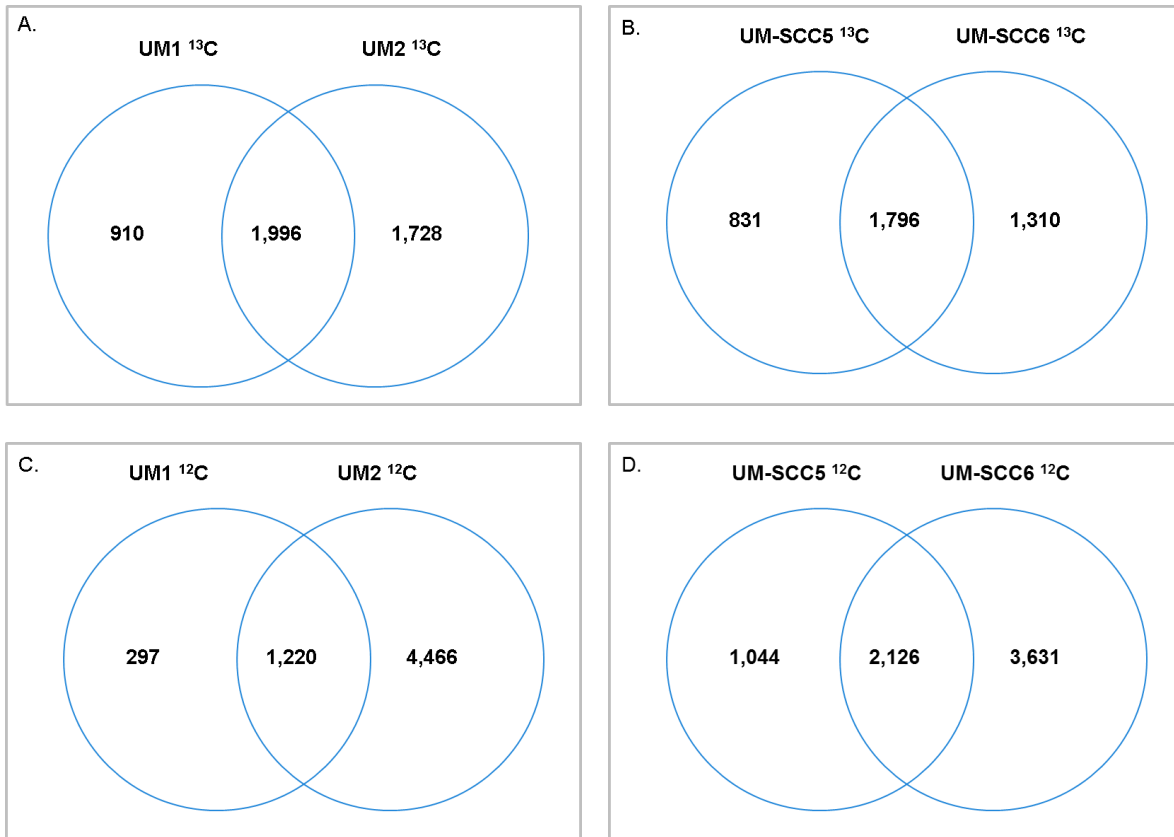 A.
UM1 ¹³C UM2 ¹³C
910 1,996 1,728
B.
UM-SCC5 ¹³C UM-SCC6 ¹³C
831 1,796 1,310
C.
UM1 ¹²C UM2 ¹²C
297 1,220 4,466
D.
UM-SCC5 ¹²C UM-SCC6 ¹²C
1,044 2,126 3,631